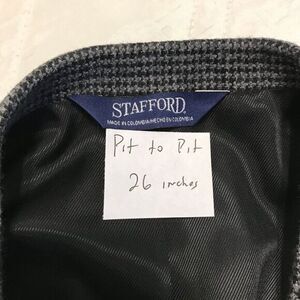 STAFFORD
MADE IN COLOMBIA/HECHO EN COLOMBIA
Pit to Pit
26 inches